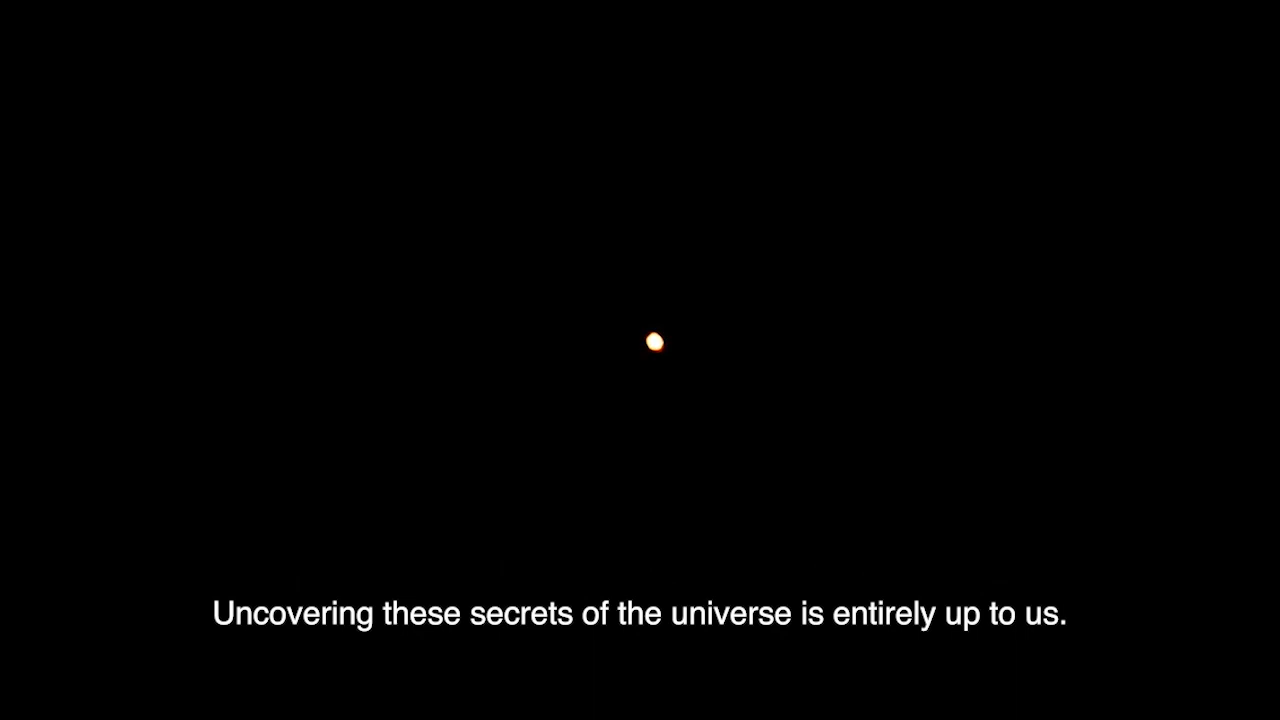 Uncovering these secrets of the universe is entirely up to us.